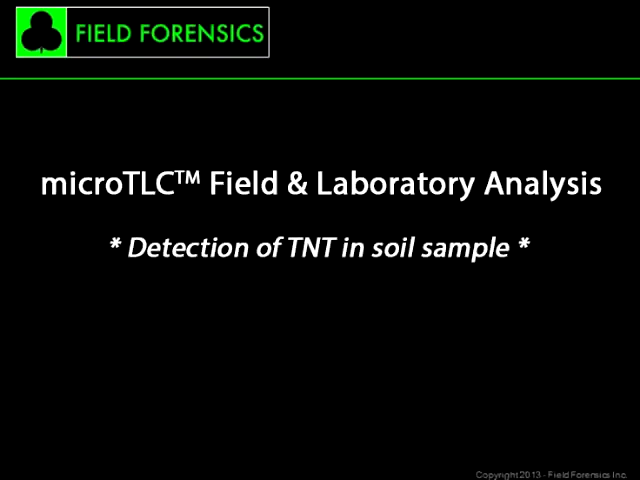 FIELD FORENSICS
microTLC™ Field & Laboratory Analysis
* Detection of TNT in soil sample *
Copyright 2013 - Field Forensics Inc.